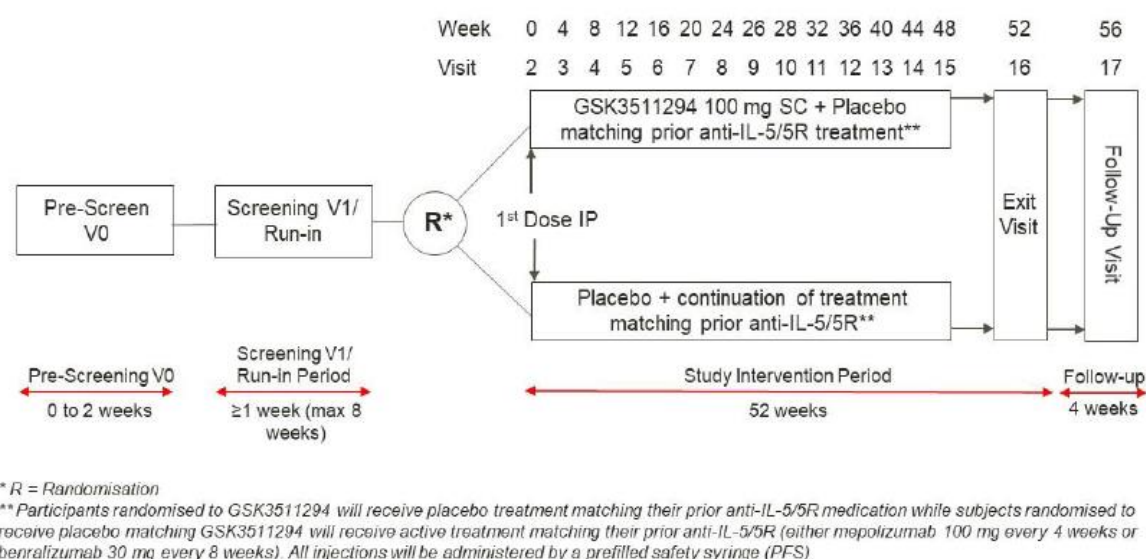 Week 0 4 8 12 16 20 24 26 28 32 36 40 44 48 52 56
Visit 2 3 4 5 6 7 8 9 10 11 12 13 14 15 16 17
GSK3511294 100 mg SC + Placebo
matching prior anti-IL-5/5R treatment**
Pre-Screen
V0
Screening V1/
Run-in
R*
1st Dose IP
Exit
Visit
Follow-Up Visit
Placebo + continuation of treatment
matching prior anti-IL-5/5R**
Pre-Screening V0
0 to 2 weeks
Screening V1/
Run-in Period
≥1 week (max 8
weeks)
Study Intervention Period
52 weeks
Follow-up
4 weeks
* R = Randomisation
** Participants randomised to GSK3511294 will receive placebo treatment matching their prior anti-IL-5/5R medication while subjects randomised to
receive placebo matching GSK3511294 will receive active treatment matching their prior anti-IL-5/5R (either mepolizumab 100 mg every 4 weeks or
benralizumab 30 mg every 8 weeks). All injections will be administered by a prefilled safety syringe (PFS)